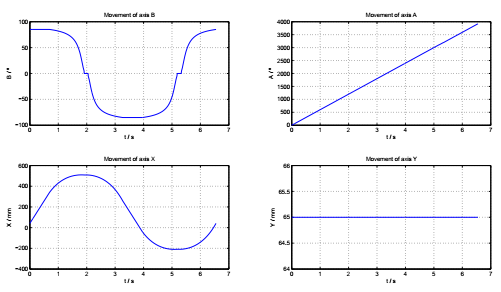 Movement of axis B
100
50
0
−50
−100
B / °
0 1 2 3 4 5 6 7
t / s
Movement of axis A
4000
3500
3000
2500
2000
1500
1000
500
0
A / °
0 1 2 3 4 5 6 7
t / s
Movement of axis X
600
400
200
0
−200
−400
X / mm
0 1 2 3 4 5 6 7
t / s
Movement of axis Y
66
65.5
65
64.5
64
Y / mm
0 1 2 3 4 5 6 7
t / s